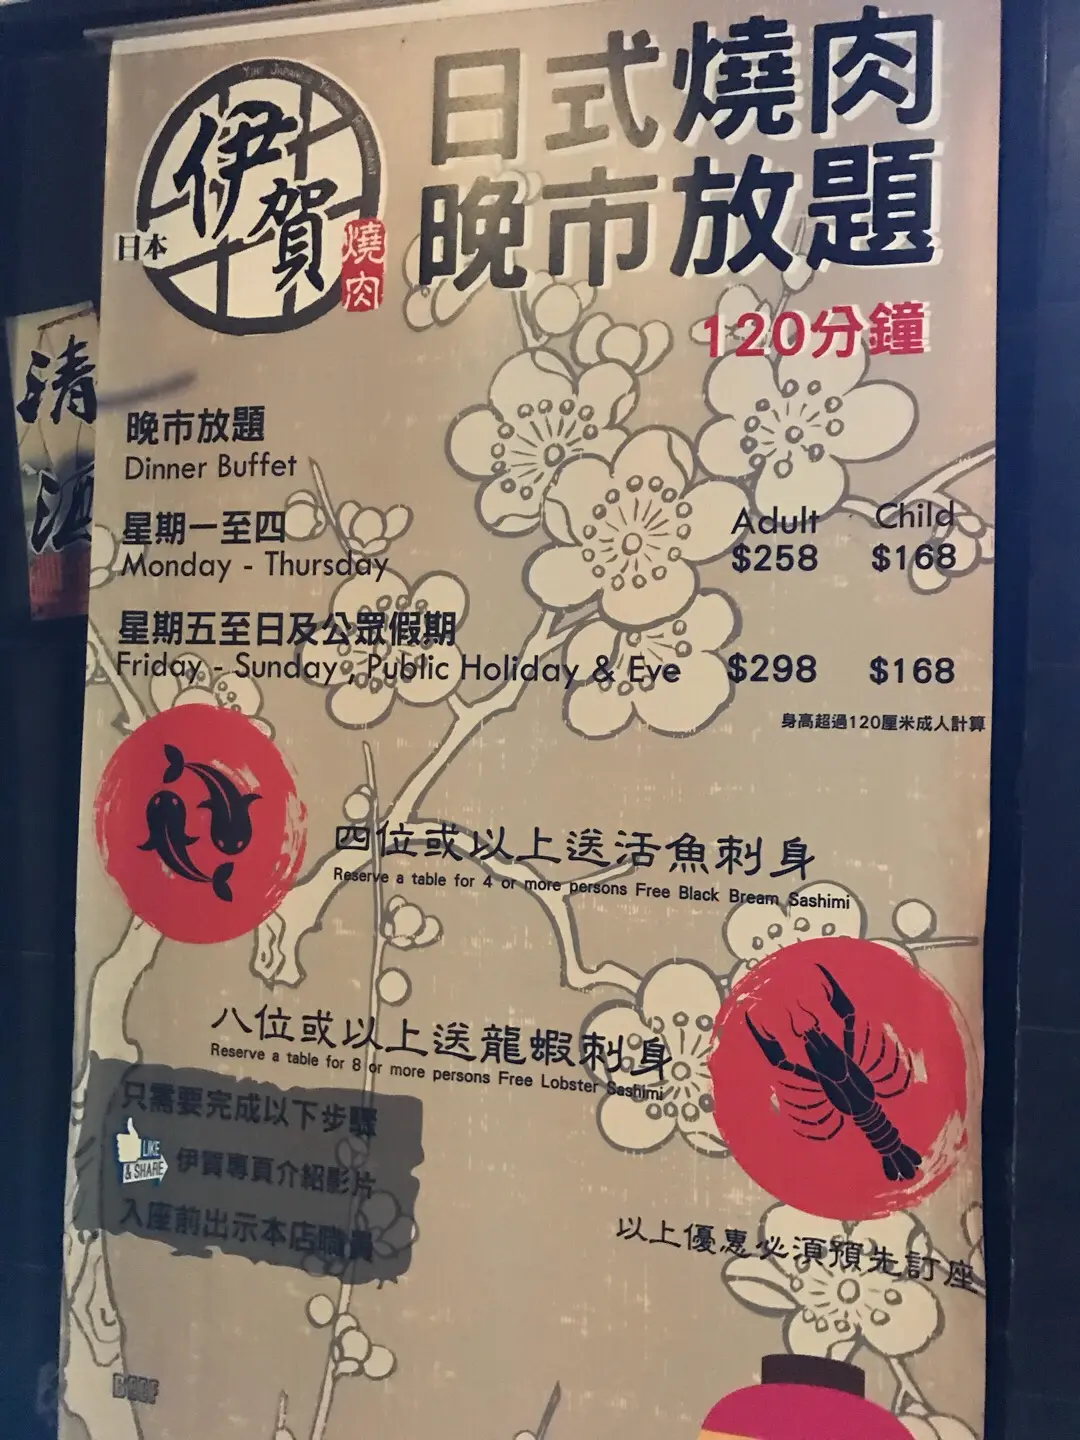 日式燒肉
晚市放題
120分鐘
伊賀
日本
燒肉
清酒
晚市放題
Dinner Buffet
星期一至四
Monday - Thursday
Adult Child
$258 $168
星期五至日及公眾假期
Friday - Sunday , Public Holiday & Eve $298 $168
身高超過120厘米成人計算
四位或以上送活魚刺身
Reserve a table for 4 or more persons Free Black Bream Sashimi
八位或以上送龍蝦刺身
Reserve a table for 8 or more persons Free Lobster Sashimi
只需要完成以下步驟
LIKE
& SHARE
伊賀專頁介紹影片
入座前出示本店職員
以上優惠必須預先訂座
BEEF